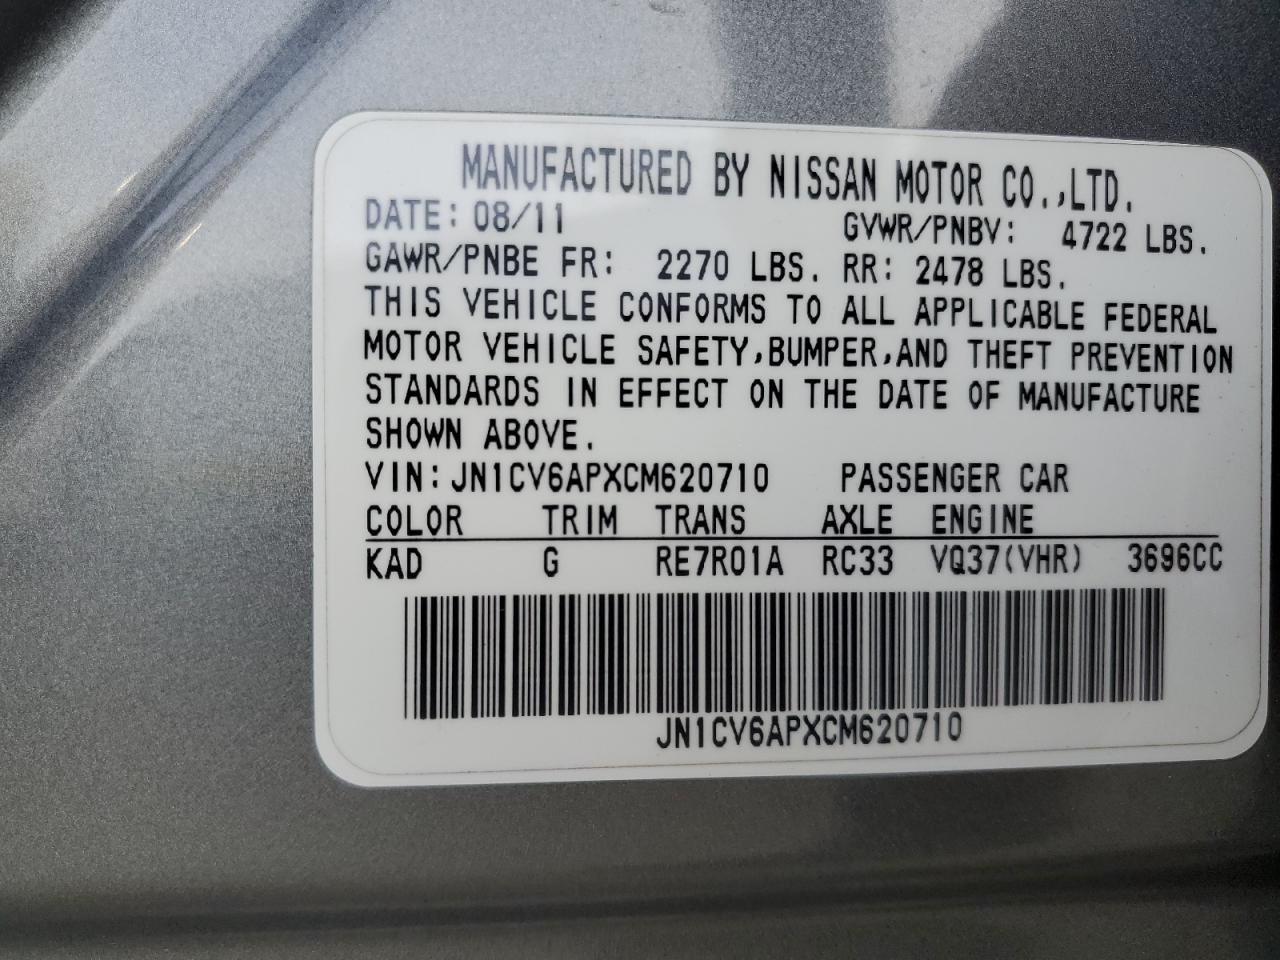 MANUFACTURED BY NISSAN MOTOR CO.,LTD.
DATE: 08/11 GVWR/PNBV: 4722 LBS.
GAWR/PNBE FR: 2270 LBS. RR: 2478 LBS.
THIS VEHICLE CONFORMS TO ALL APPLICABLE FEDERAL
MOTOR VEHICLE SAFETY,BUMPER,AND THEFT PREVENTION
STANDARDS IN EFFECT ON THE DATE OF MANUFACTURE
SHOWN ABOVE.
VIN:JN1CV6APXCM620710 PASSENGER CAR
COLOR TRIM TRANS AXLE ENGINE
KAD G RE7R01A RC33 VQ37(VHR) 3696CC
JN1CV6APXCM620710